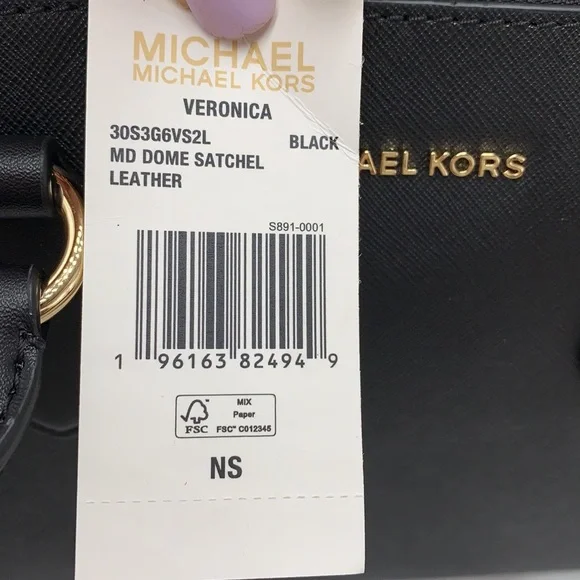 MICHAEL
MICHAEL KORS
VERONICA
30S3G6VS2L BLACK
MD DOME SATCHEL
LEATHER
S891-0001
1 96163 82494 9
MIX
Paper
FSC FSC™ C012345
NS
AEL KORS